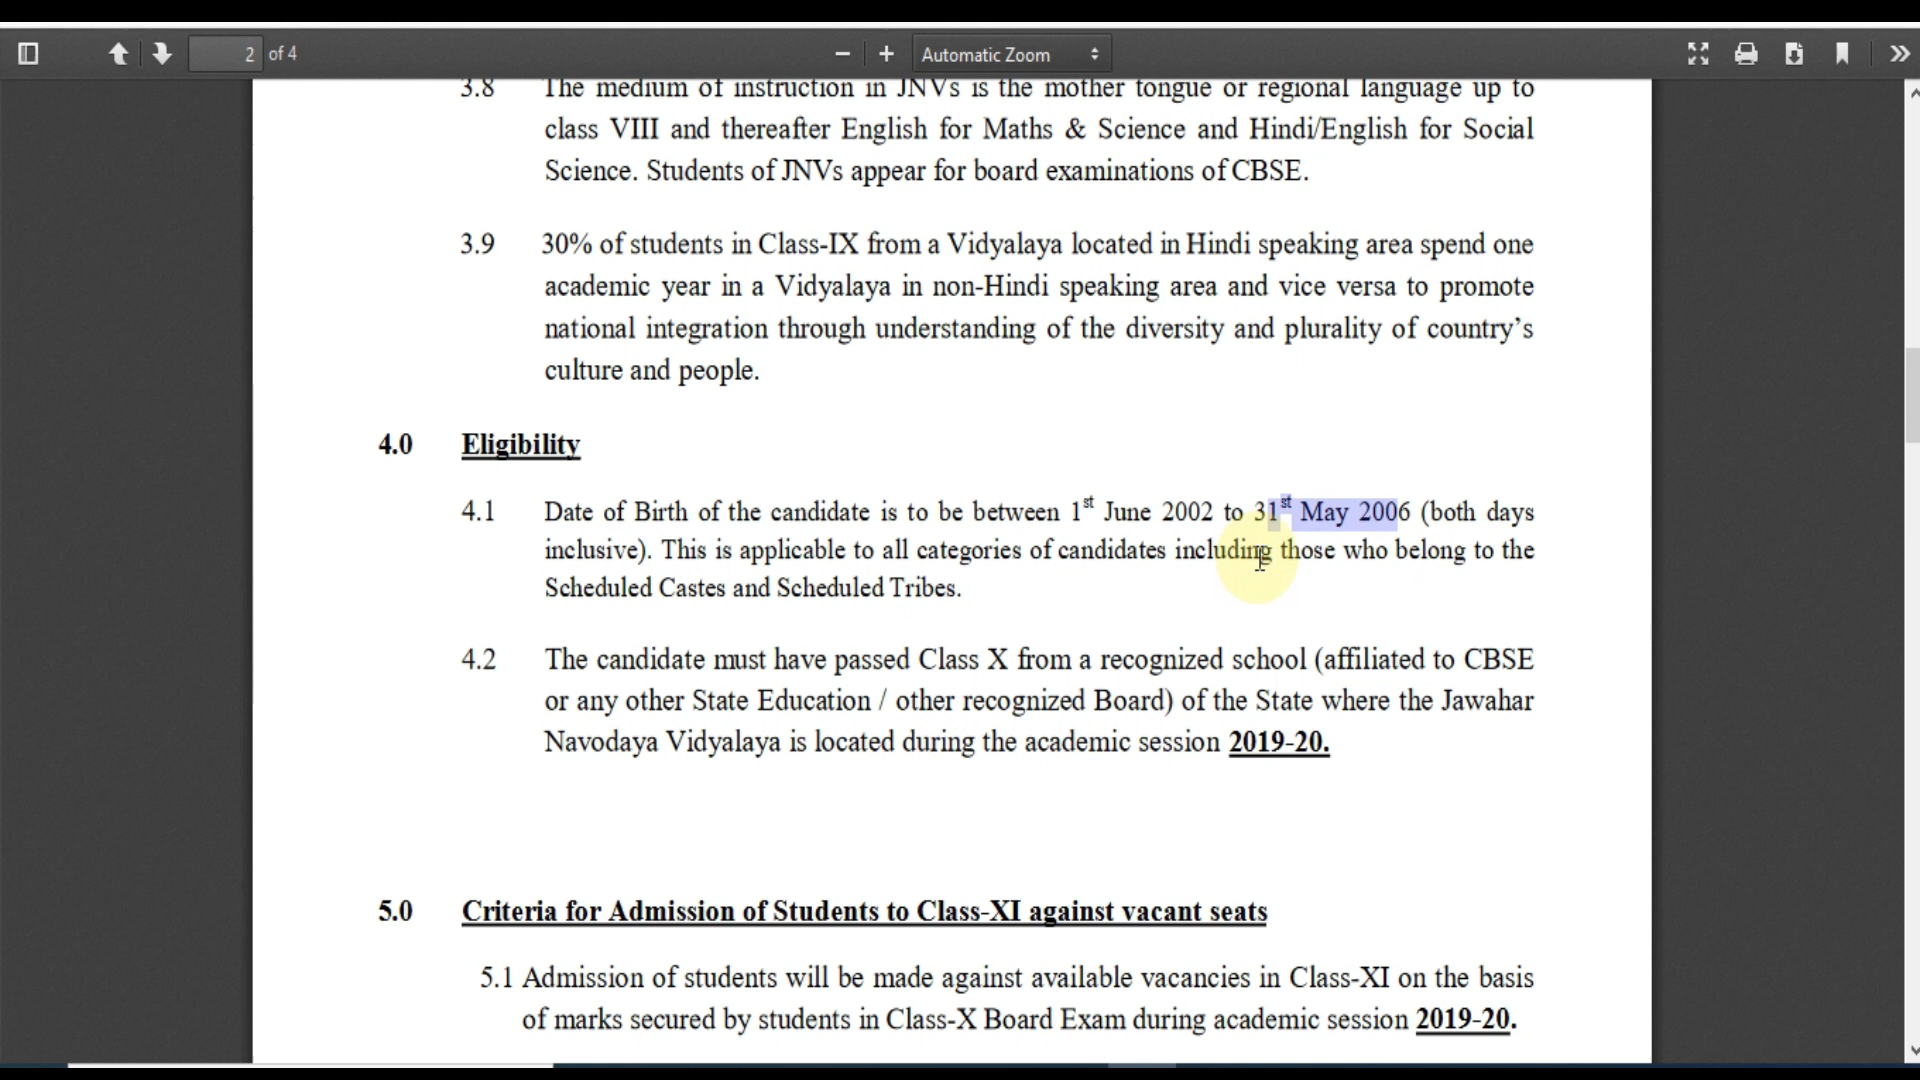 2 of 4
Automatic Zoom
3.8 The medium of instruction in JNVs is the mother tongue or regional language up to
class VIII and thereafter English for Maths & Science and Hindi/English for Social
Science. Students of JNVs appear for board examinations of CBSE.
3.9 30% of students in Class-IX from a Vidyalaya located in Hindi speaking area spend one
academic year in a Vidyalaya in non-Hindi speaking area and vice versa to promote
national integration through understanding of the diversity and plurality of country's
culture and people.
4.0 Eligibility
4.1 Date of Birth of the candidate is to be between 1st June 2002 to 31st May 2006 (both days
inclusive). This is applicable to all categories of candidates including those who belong to the
Scheduled Castes and Scheduled Tribes.
4.2 The candidate must have passed Class X from a recognized school (affiliated to CBSE
or any other State Education / other recognized Board) of the State where the Jawahar
Navodaya Vidyalaya is located during the academic session 2019-20.
5.0 Criteria for Admission of Students to Class-XI against vacant seats
5.1 Admission of students will be made against available vacancies in Class-XI on the basis
of marks secured by students in Class-X Board Exam during academic session 2019-20.